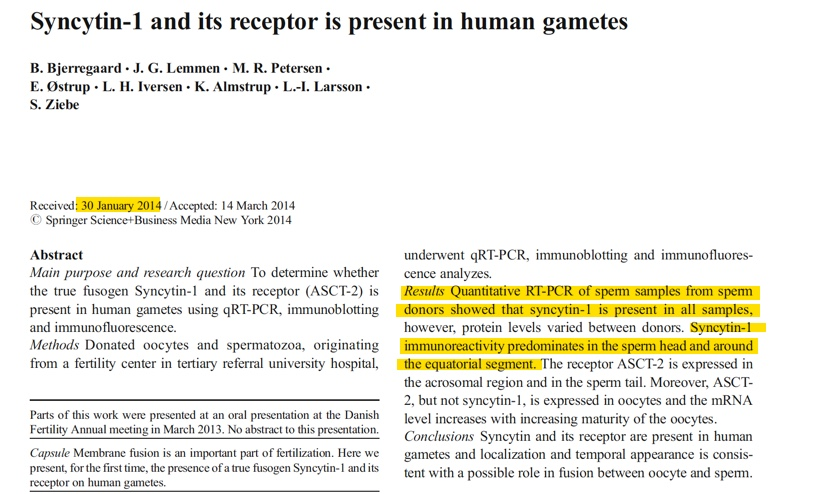 Syncytin-1 and its receptor is present in human gametes
B. Bjerregaard · J. G. Lemmen · M. R. Petersen ·
E. Østrup · L. H. Iversen · K. Almstrup · L.-I. Larsson ·
S. Ziebe
Received: 30 January 2014 / Accepted: 14 March 2014
© Springer Science+Business Media New York 2014
Abstract
Main purpose and research question To determine whether
the true fusogen Syncytin-1 and its receptor (ASCT-2) is
present in human gametes using qRT-PCR, immunoblotting
and immunofluorescence.
Methods Donated oocytes and spermatozoa, originating
from a fertility center in tertiary referral university hospital,
Parts of this work were presented at an oral presentation at the Danish
Fertility Annual meeting in March 2013. No abstract to this presentation.
Capsule Membrane fusion is an important part of fertilization. Here we
present, for the first time, the presence of a true fusogen Syncytin-1 and its
receptor on human gametes.
underwent qRT-PCR, immunoblotting and immunofluores-
cence analyzes.
Results Quantitative RT-PCR of sperm samples from sperm
donors showed that syncytin-1 is present in all samples,
however, protein levels varied between donors. Syncytin-1
immunoreactivity predominates in the sperm head and around
the equatorial segment. The receptor ASCT-2 is expressed in
the acrosomal region and in the sperm tail. Moreover, ASCT-
2, but not syncytin-1, is expressed in oocytes and the mRNA
level increases with increasing maturity of the oocytes.
Conclusions Syncytin and its receptor are present in human
gametes and localization and temporal appearance is consis-
tent with a possible role in fusion between oocyte and sperm.